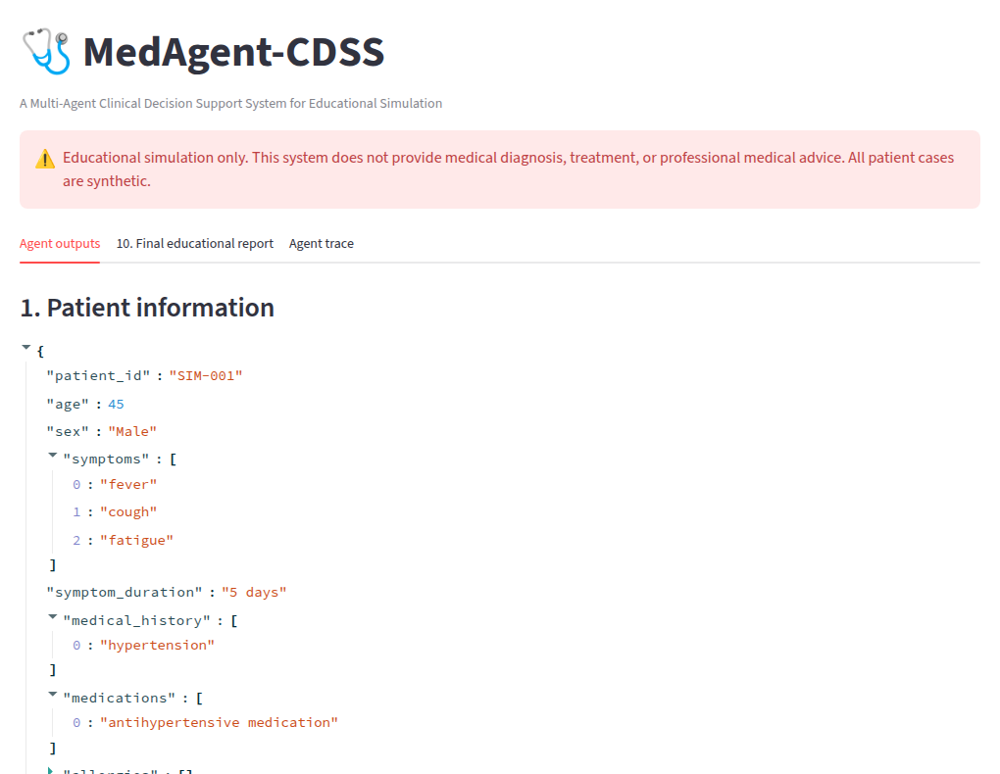 MedAgent-CDSS
A Multi-Agent Clinical Decision Support System for Educational Simulation
Educational simulation only. This system does not provide medical diagnosis, treatment, or professional medical advice. All patient cases
are synthetic.
Agent outputs 10. Final educational report Agent trace
1. Patient information
{
"patient_id" : "SIM-001"
"age" : 45
"sex" : "Male"
"symptoms" : [
0 : "fever"
1 : "cough"
2 : "fatigue"
]
"symptom_duration" : "5 days"
"medical_history" : [
0 : "hypertension"
]
"medications" : [
0 : "antihypertensive medication"
]
"allergies" : []